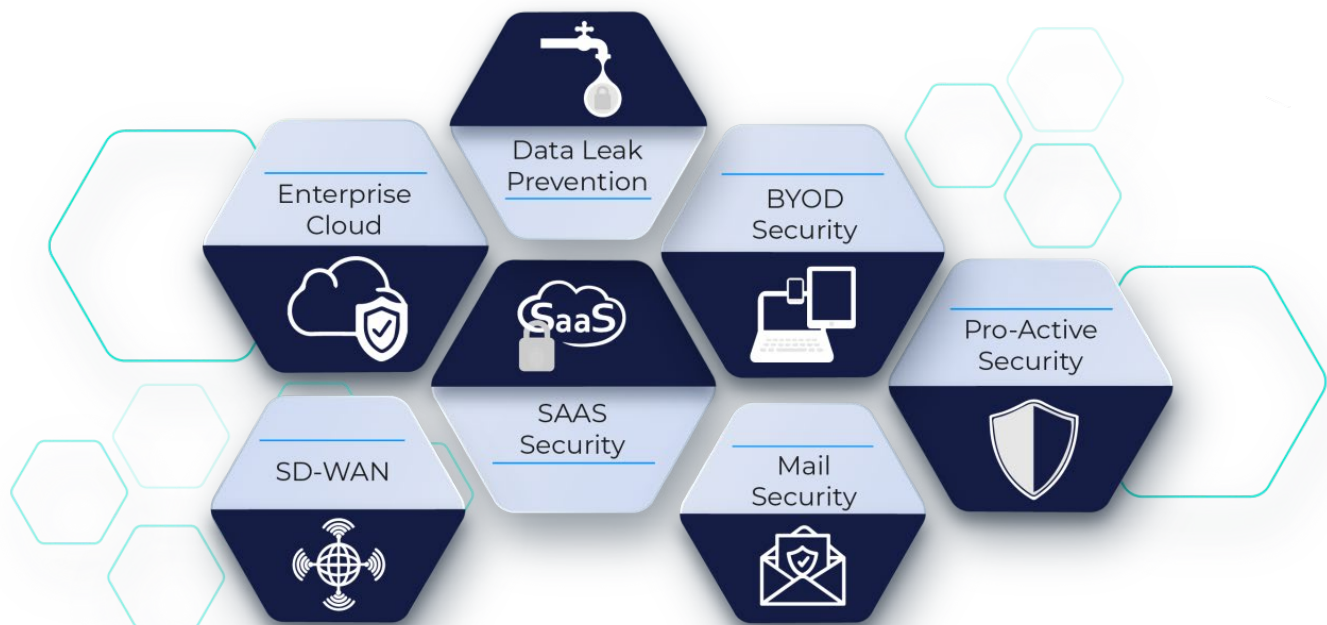 Data Leak
Prevention
Enterprise
Cloud
BYOD
Security
SaaS
Pro-Active
Security
SAAS
Security
SD-WAN
Mail
Security